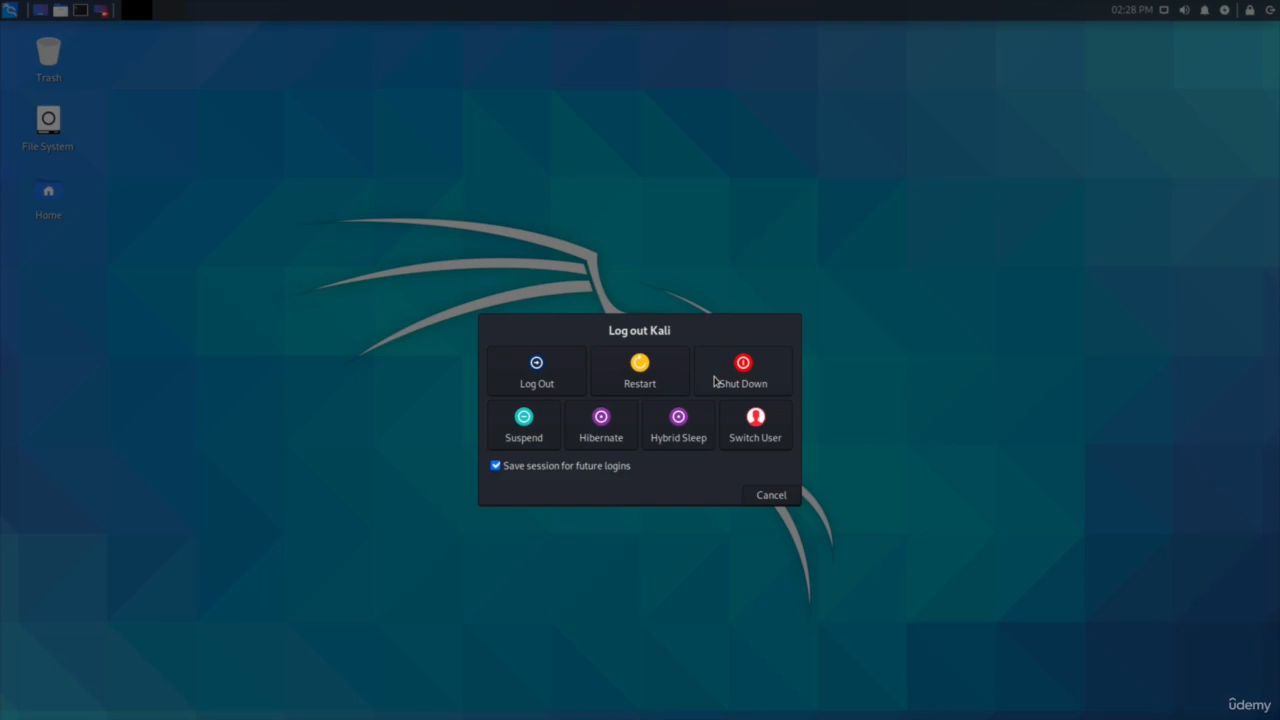 02:28 PM
Trash
File System
Home
Log out Kali
Log Out
Restart
Shut Down
Suspend
Hibernate
Hybrid Sleep
Switch User
Save session for future logins
Cancel
ûdemy